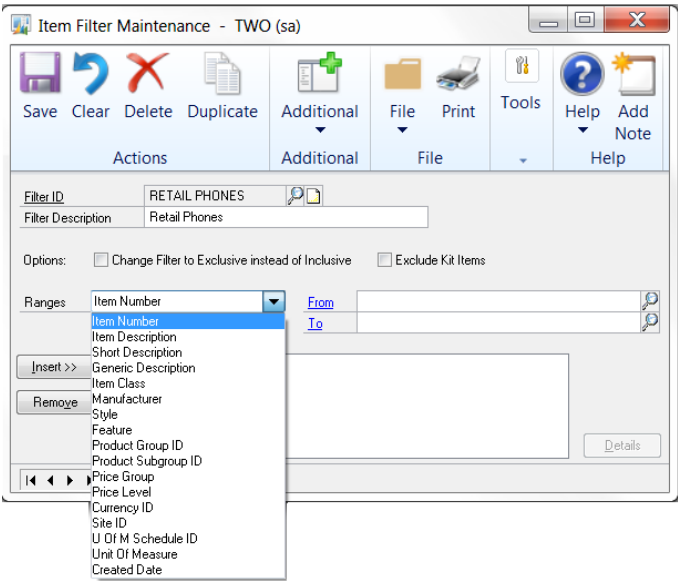 Item Filter Maintenance - TWO (sa)
Save Clear Delete Duplicate Additional File Print Tools Help Add Note
Actions Additional File Help
Filter ID RETAIL PHONES
Filter Description Retail Phones
Options: Change Filter to Exclusive instead of Inclusive Exclude Kit Items
Ranges Item Number From
To
Item Number
Item Description
Short Description
Generic Description
Item Class
Manufacturer
Style
Feature
Product Group ID
Product Subgroup ID
Price Group
Price Level
Currency ID
Site ID
U Of M Schedule ID
Unit Of Measure
Created Date
Insert >>
Remove
Details